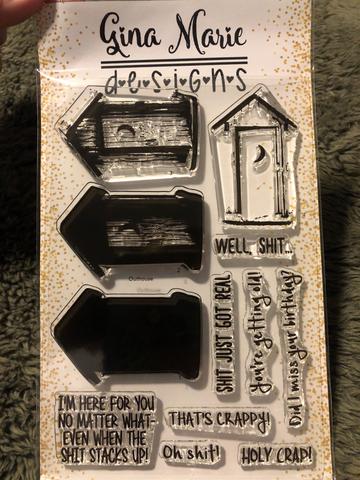 Gina Marie
designs
WELL, SHIT...
Outhouse
SHIT JUST GOT REAL
You're getting old!
Did I miss your birthday?
I'M HERE FOR YOU
NO MATTER WHAT-
EVEN WHEN THE
SHIT STACKS UP!
THAT'S CRAPPY!
Oh shit!
HOLY CRAP!